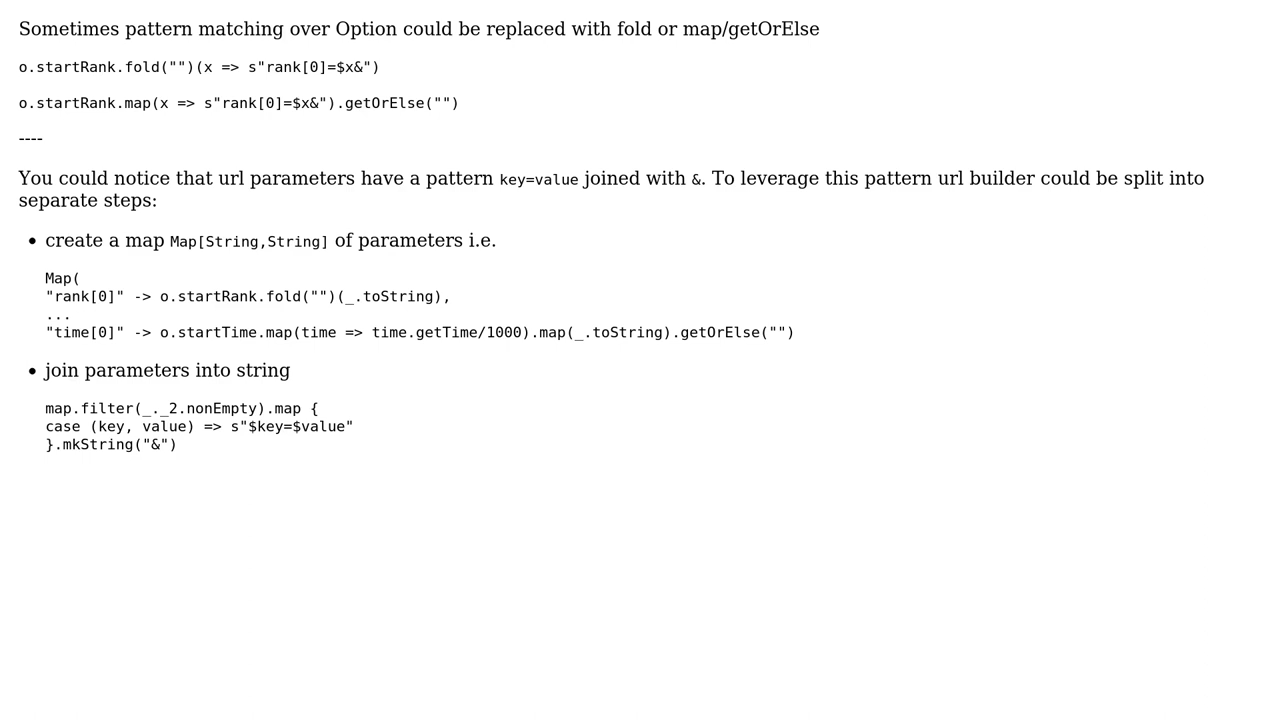 Sometimes pattern matching over Option could be replaced with fold or map/getOrElse
o.startRank.fold("")(x => s"rank[0]=$x&")
o.startRank.map(x => s"rank[0]=$x&").getOrElse("")
----
You could notice that url parameters have a pattern key=value joined with &. To leverage this pattern url builder could be split into
separate steps:
• create a map Map[String,String] of parameters i.e.
Map(
"rank[0]" -> o.startRank.fold("")(_.toString),
...
"time[0]" -> o.startTime.map(time => time.getTime/1000).map(_.toString).getOrElse("")
• join parameters into string
map.filter(_._2.nonEmpty).map {
case (key, value) => s"$key=$value"
}.mkString("&")